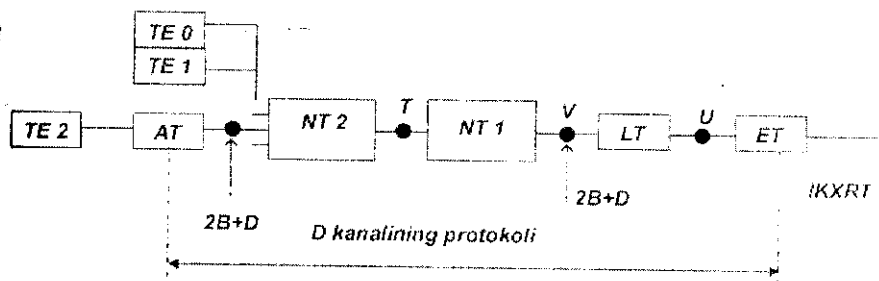 TE 0
TE 1
TE 2
AT
NT 2
T
NT 1
V
LT
U
ET
IKXRT
2B+D
2B+D
D kanalining protokoli